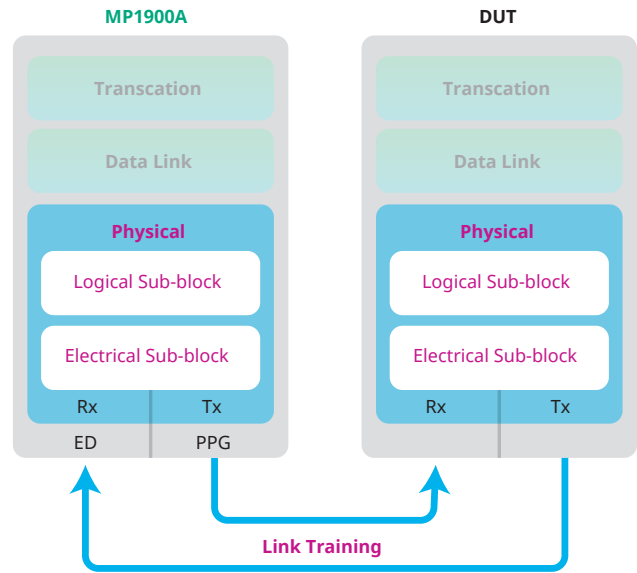 MP1900A
Transcation
Data Link
Physical
Logical Sub-block
Electrical Sub-block
Rx Tx
ED PPG
DUT
Transcation
Data Link
Physical
Logical Sub-block
Electrical Sub-block
Rx Tx
Link Training